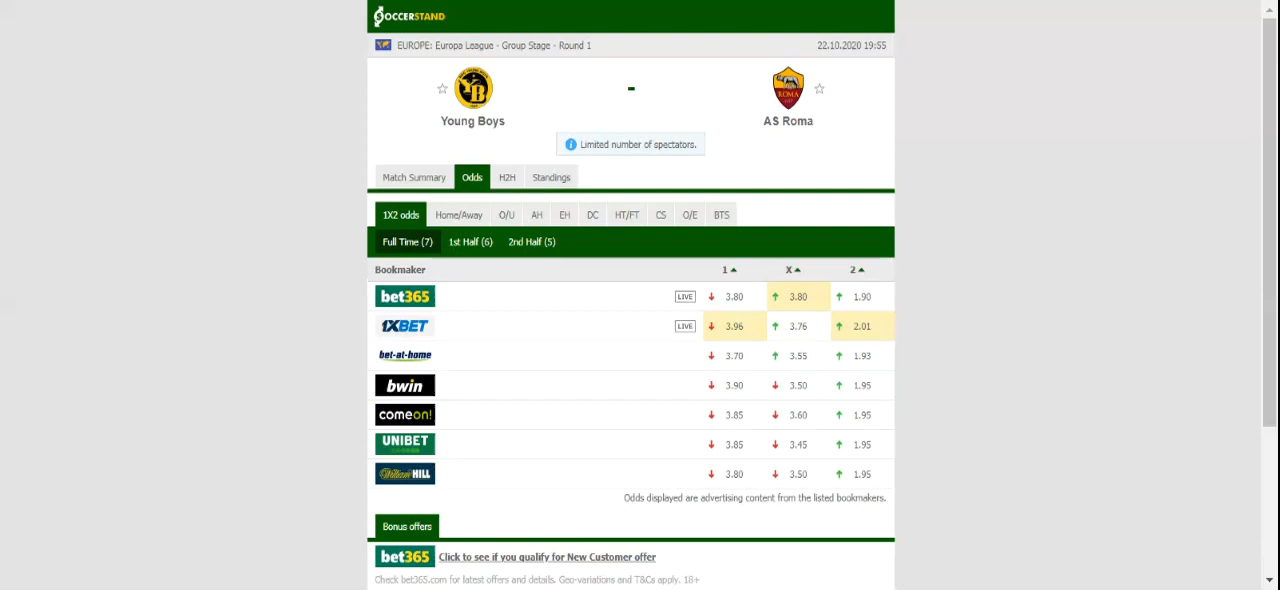 SOCCERSTAND
EUROPE: Europa League - Group Stage - Round 1 22.10.2020 19:55
Young Boys - AS Roma
Limited number of spectators.
Match Summary Odds H2H Standings
1X2 odds Home/Away O/U AH EH DC HT/FT CS O/E BTS
Full Time (7) 1st Half (6) 2nd Half (5)
Bookmaker 1 X 2
bet365 LIVE 3.80 3.80 1.90
1XBET LIVE 3.96 3.76 2.01
bet-at-home 3.70 3.55 1.93
bwin 3.90 3.50 1.95
comeon! 3.85 3.60 1.95
UNIBET 3.85 3.45 1.95
William HILL 3.80 3.50 1.95
Odds displayed are advertising content from the listed bookmakers.
Bonus offers
bet365 Click to see if you qualify for New Customer offer
Check bet365.com for latest offers and details. Geo-variations and T&Cs apply. 18+